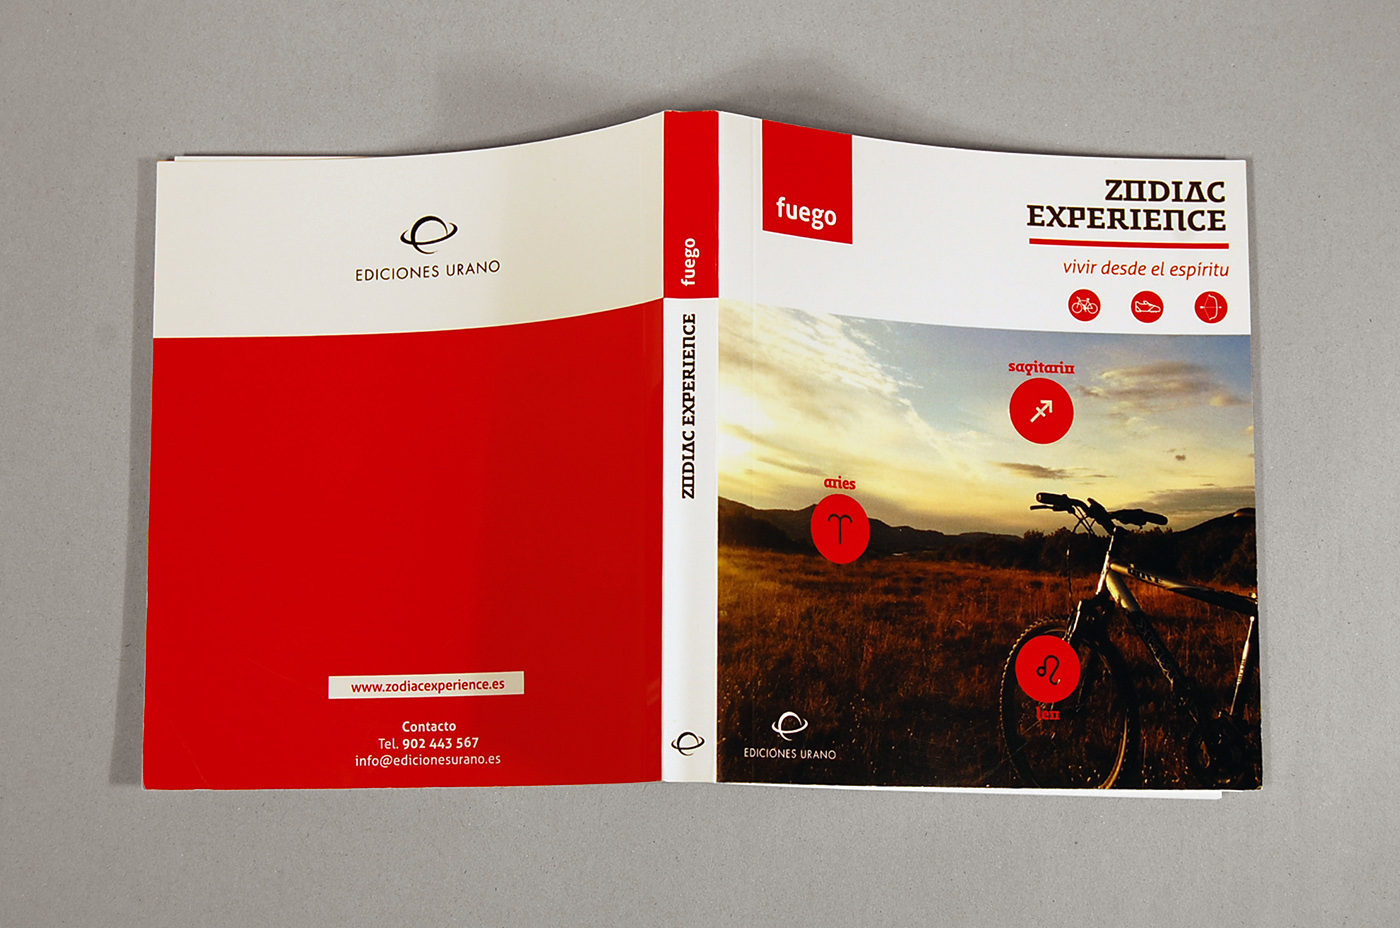 EDICIONES URANO
www.zodiacexperience.es
Contacto
Tel. 902 443 567
info@edicionesurano.es
fuego
ZODIAC EXPERIENCE
fuego
ZODIAC
EXPERIENCE
vivir desde el espíritu
sagitario
aries
leo
EDICIONES URANO